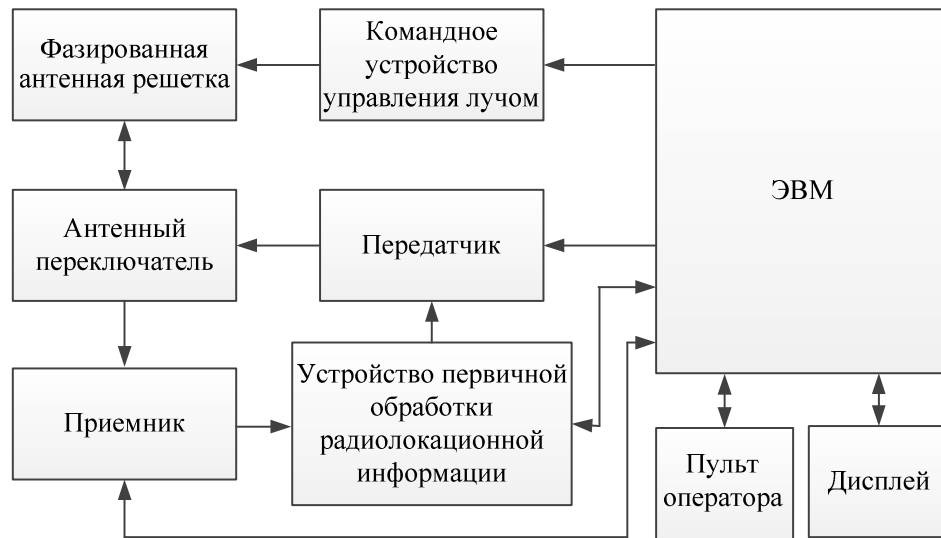 Фазированная
антенная решетка
Командное
устройство
управления лучом
ЭВМ
Антенный
переключатель
Передатчик
Приемник
Устройство первичной
обработки
радиолокационной
информации
Пульт
оператора
Дисплей